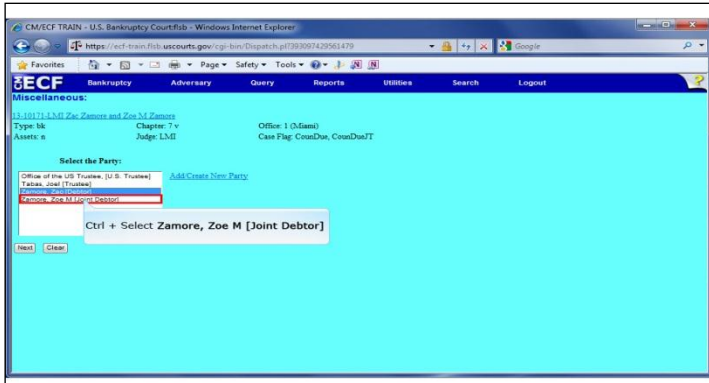 CM/ECF TRAIN - U.S. Bankruptcy Court:flsb - Windows Internet Explorer
https://ecf-train.flsb.uscourts.gov/cgi-bin/Dispatch.pl?393097429561479
Google
Favorites Page Safety Tools
ECF Bankruptcy Adversary Query Reports Utilities Search Logout ?
Miscellaneous:
13-10171-LMI Zac Zamore and Zoe M Zamore
Type: bk Chapter: 7 v Office: 1 (Miami)
Assets: n Judge: LMI Case Flag: CounDue, CounDueJT
Select the Party:
Office of the US Trustee, [U.S. Trustee] Add/Create New Party
Tabas, Joel [Trustee]
Zamore, Zac [Debtor]
Zamore, Zoe M [Joint Debtor]
Ctrl + Select Zamore, Zoe M [Joint Debtor]
Next Clear